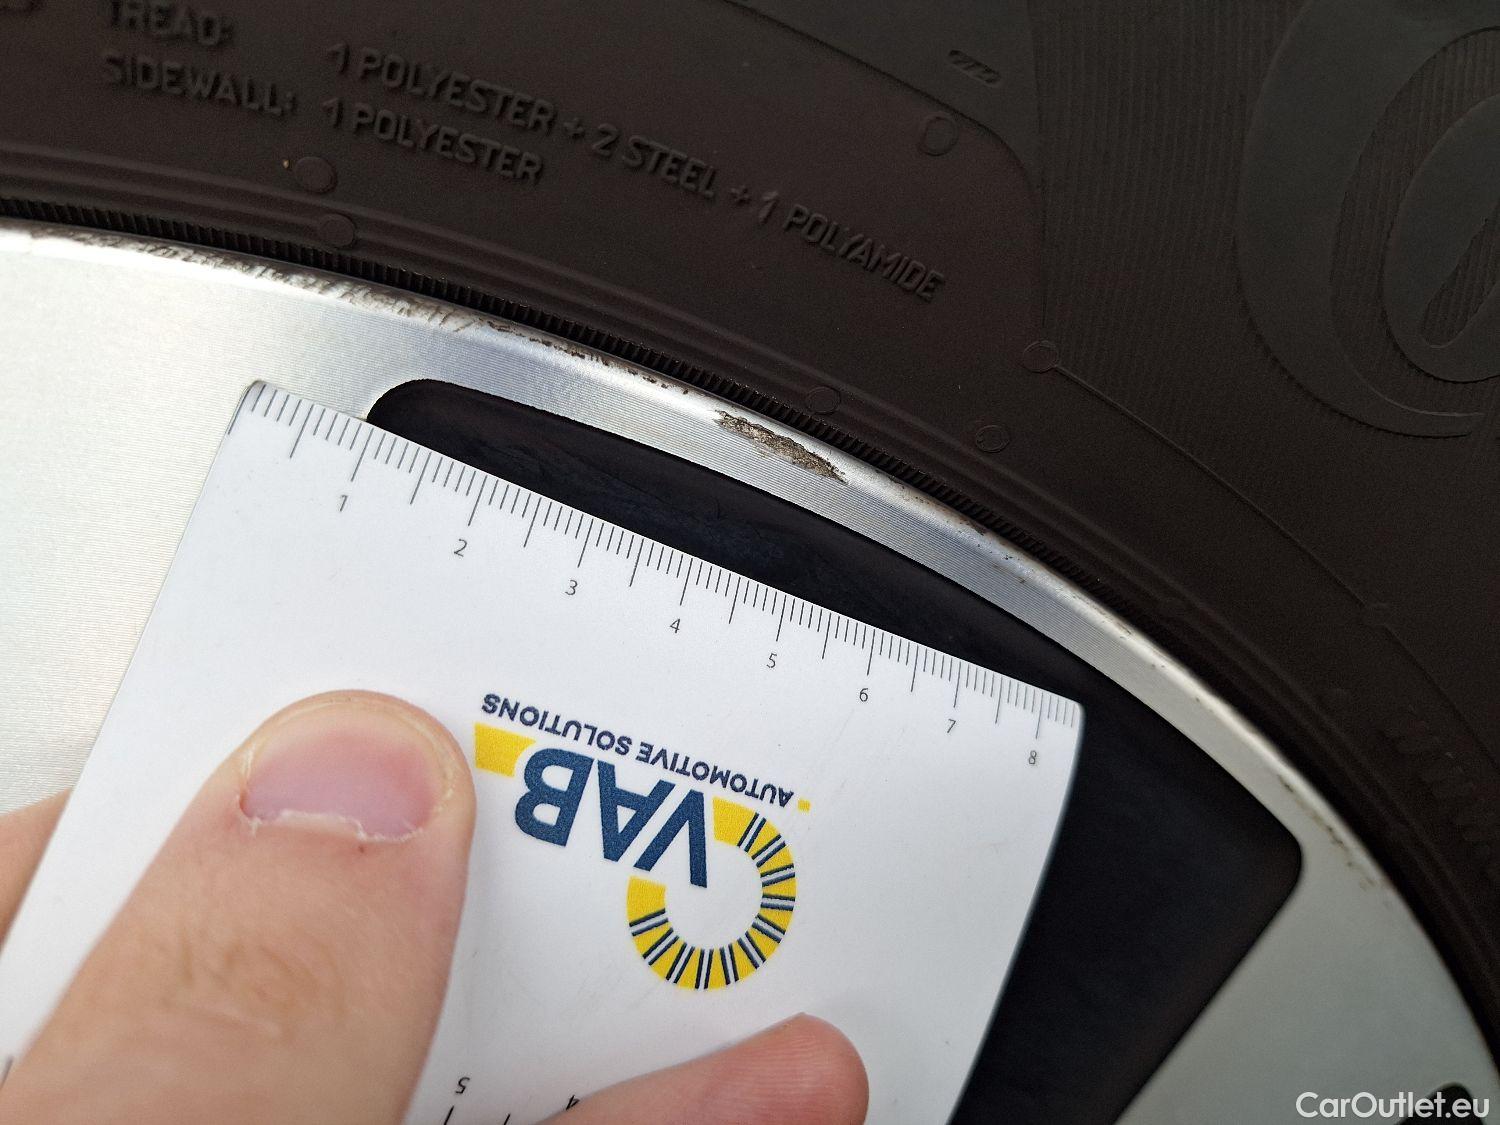 TREAD: 1 POLYESTER + 2 STEEL + 1 POLYAMIDE
SIDEWALL: 1 POLYESTER
1 2 3 4 5 6 7 8
AUTOMOTIVE SOLUTIONS
VAB
5 4
CarOutlet.eu